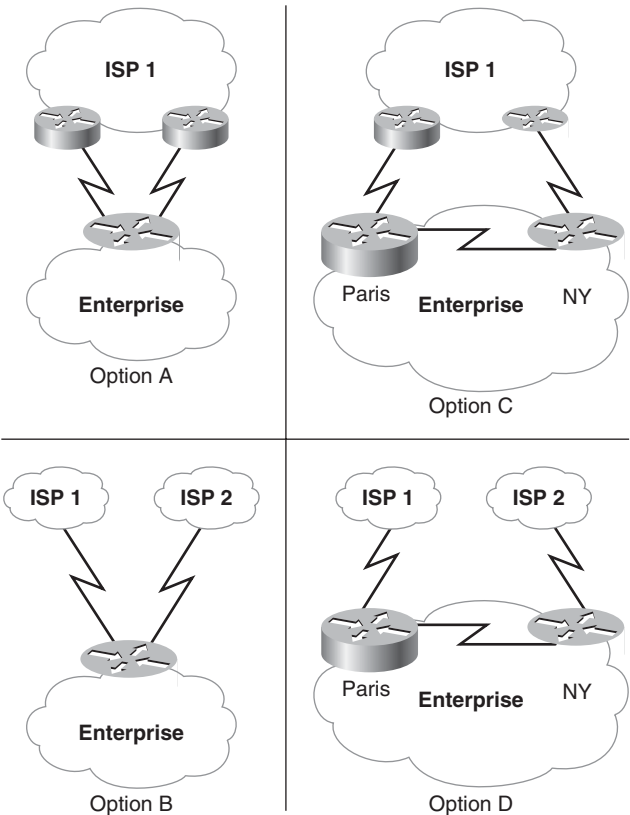 ISP 1
Enterprise
Option A
ISP 1
Paris
Enterprise
NY
Option C
ISP 1
ISP 2
Enterprise
Option B
ISP 1
ISP 2
Paris
Enterprise
NY
Option D